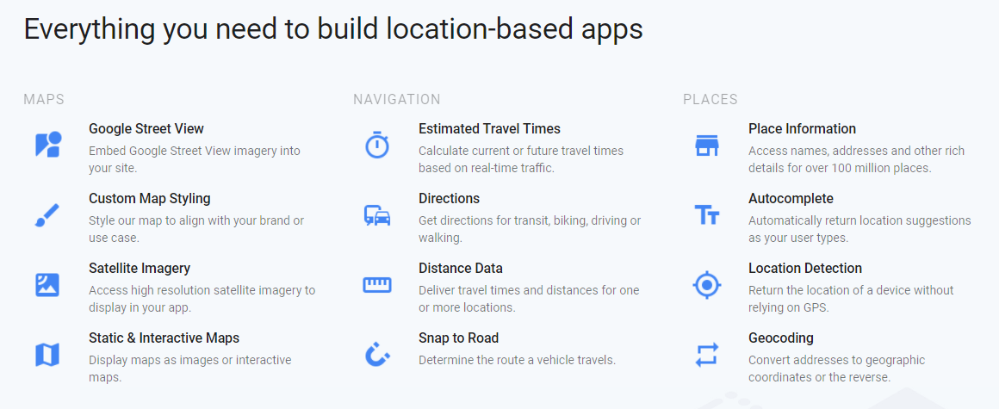 Everything you need to build location-based apps
MAPS
Google Street View
Embed Google Street View imagery into
your site.
Custom Map Styling
Style our map to align with your brand or
use case.
Satellite Imagery
Access high resolution satellite imagery to
display in your app.
Static & Interactive Maps
Display maps as images or interactive
maps.
NAVIGATION
Estimated Travel Times
Calculate current or future travel times
based on real-time traffic.
Directions
Get directions for transit, biking, driving or
walking.
Distance Data
Deliver travel times and distances for one
or more locations.
Snap to Road
Determine the route a vehicle travels.
PLACES
Place Information
Access names, addresses and other rich
details for over 100 million places.
Tt
Autocomplete
Automatically return location suggestions
as your user types.
Location Detection
Return the location of a device without
relying on GPS.
Geocoding
Convert addresses to geographic
coordinates or the reverse.